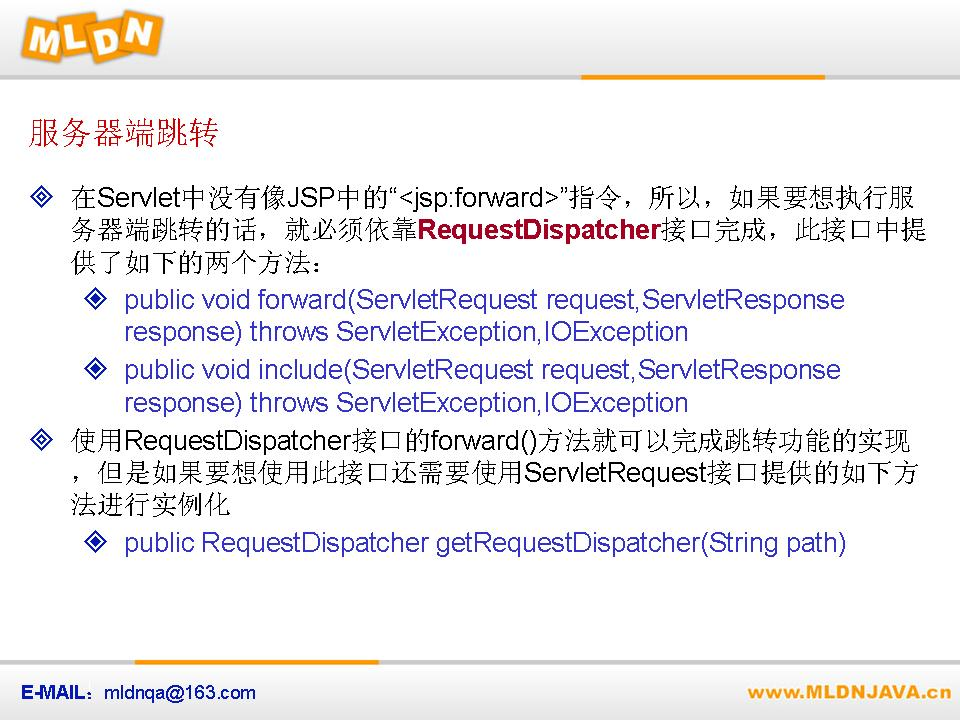 MLDN
服务器端跳转
在Servlet中没有像JSP中的“<jsp:forward>”指令，所以，如果要想执行服
务器端跳转的话，就必须依靠RequestDispatcher接口完成，此接口中提
供了如下的两个方法：
public void forward(ServletRequest request,ServletResponse
response) throws ServletException,IOException
public void include(ServletRequest request,ServletResponse
response) throws ServletException,IOException
使用RequestDispatcher接口的forward()方法就可以完成跳转功能的实现
，但是如果要想使用此接口还需要使用ServletRequest接口提供的如下方
法进行实例化
public RequestDispatcher getRequestDispatcher(String path)
E-MAIL：mldnqa@163.com
www.MLDNJAVA.cn